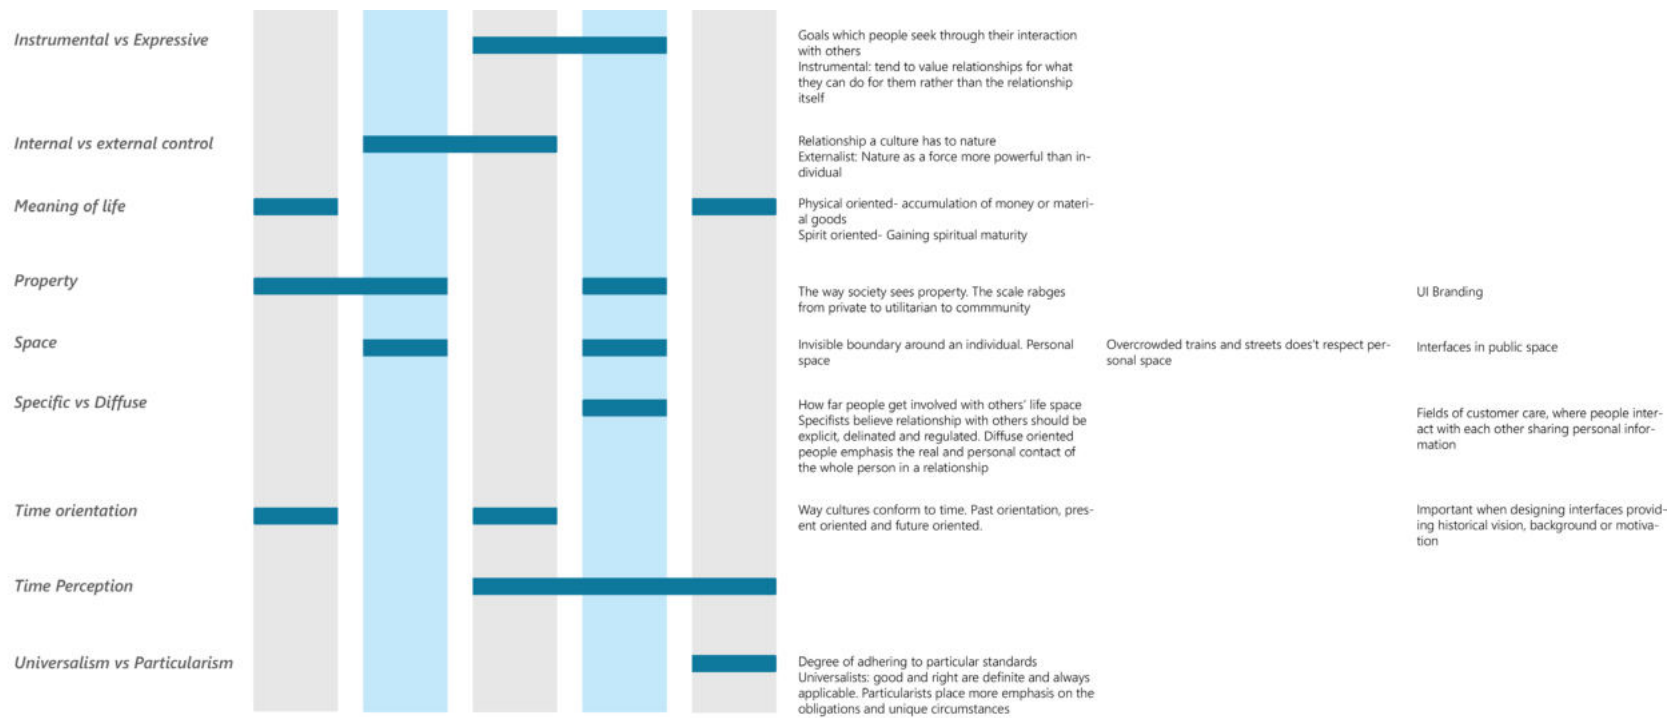 Instrumental vs Expressive
Goals which people seek through their interaction
with others
Instrumental: tend to value relationships for what
they can do for them rather than the relationship
itself
Internal vs external control
Relationship a culture has to nature
Externalist: Nature as a force more powerful than in-
dividual
Meaning of life
Physical oriented- accumulation of money or materi-
al goods
Spirit oriented- Gaining spiritual maturity
Property
The way society sees property. The scale rabges
from private to utilitarian to commmunity
UI Branding
Space
Invisible boundary around an individual. Personal
space
Overcrowded trains and streets does't respect per-
sonal space
Interfaces in public space
Specific vs Diffuse
How far people get involved with others' life space
Specifists believe relationship with others should be
explicit, delinated and regulated. Diffuse oriented
people emphasis the real and personal contact of
the whole person in a relationship
Fields of customer care, where people inter-
act with each other sharing personal infor-
mation
Time orientation
Way cultures conform to time. Past orientation, pres-
ent oriented and future oriented.
Important when designing interfaces provid-
ing historical vision, background or motiva-
tion
Time Perception
Universalism vs Particularism
Degree of adhering to particular standards
Universalists: good and right are definite and always
applicable. Particularists place more emphasis on the
obligations and unique circumstances